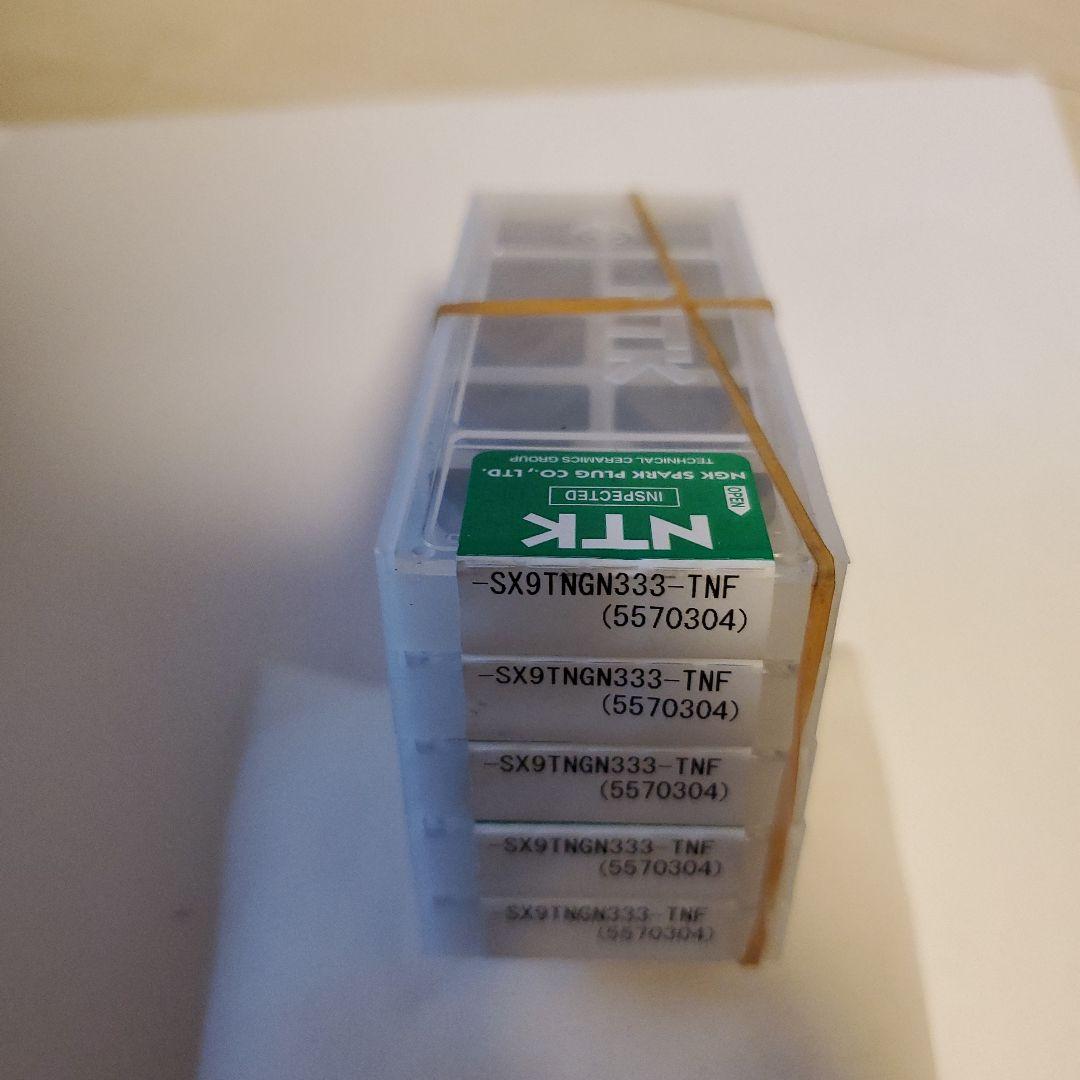 TECHNICAL CERAMICS GROUP
NGK SPARK PLUG CO., LTD.
OPEN
INSPECTED
NTK
-SX9TNGN333-TNF
(5570304)
-SX9TNGN333-TNF
(5570304)
-SX9TNGN333-TNF
(5570304)
-SX9TNGN333-TNF
(5570304)
-SX9TNGN333-TNF
(5570304)
NTK